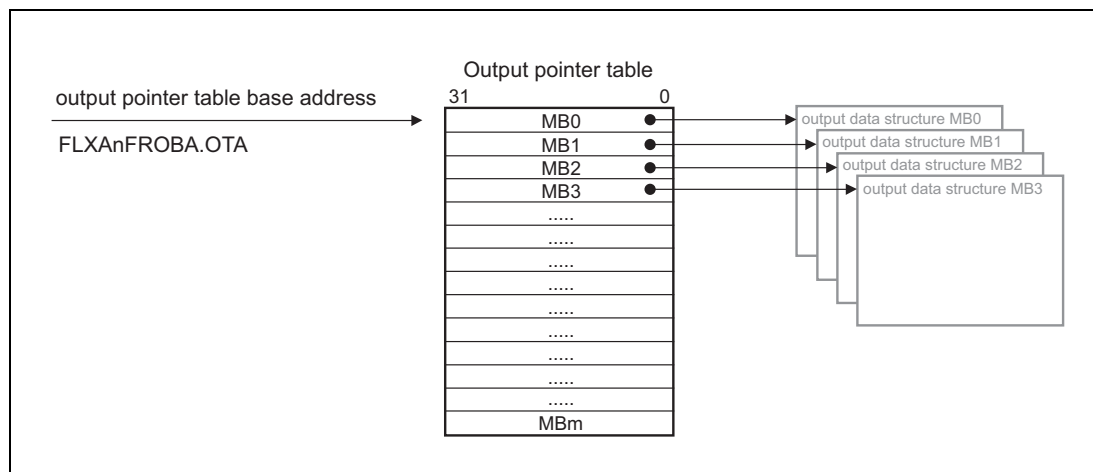 output pointer table base address
FLXAnFROBA.OTA
Output pointer table
31 0
MB0
MB1
MB2
MB3
.....
.....
.....
.....
.....
.....
.....
.....
.....
MBm
output data structure MB0
output data structure MB1
output data structure MB2
output data structure MB3